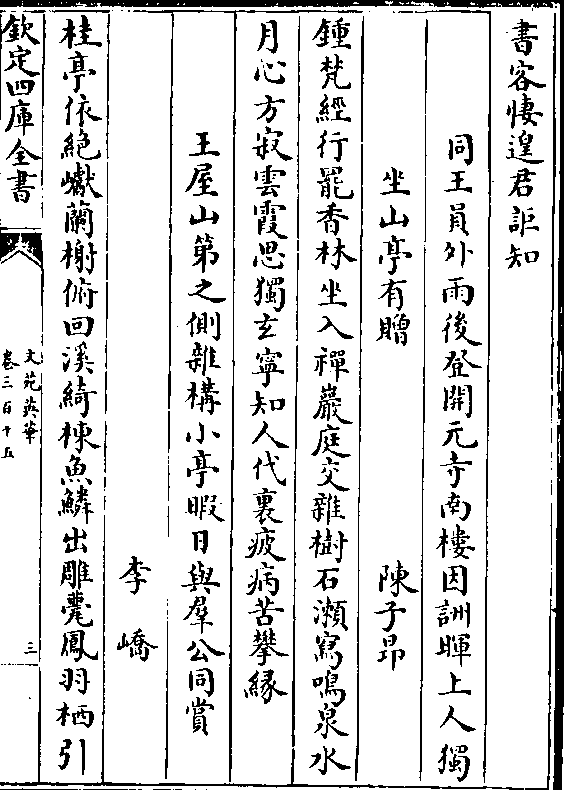 書客悽遑君詎知
同王員外雨後登開元寺南樓因詶暉上人獨
坐山亭有贈 陳子昂
鍾梵經行罷香林坐入禪巖庭交雜樹石瀨寫鳴泉水
月心方寂雲霞思獨玄寧知人代裏疲病苦攀縁
王屋山第之側雜構小亭暇日與羣公同賞
李嶠
桂亭依絶巘蘭榭俯回溪綺棟魚鱗出雕甍鳳羽栖引
欽定四庫全書
文苑英華
卷三百十五
三